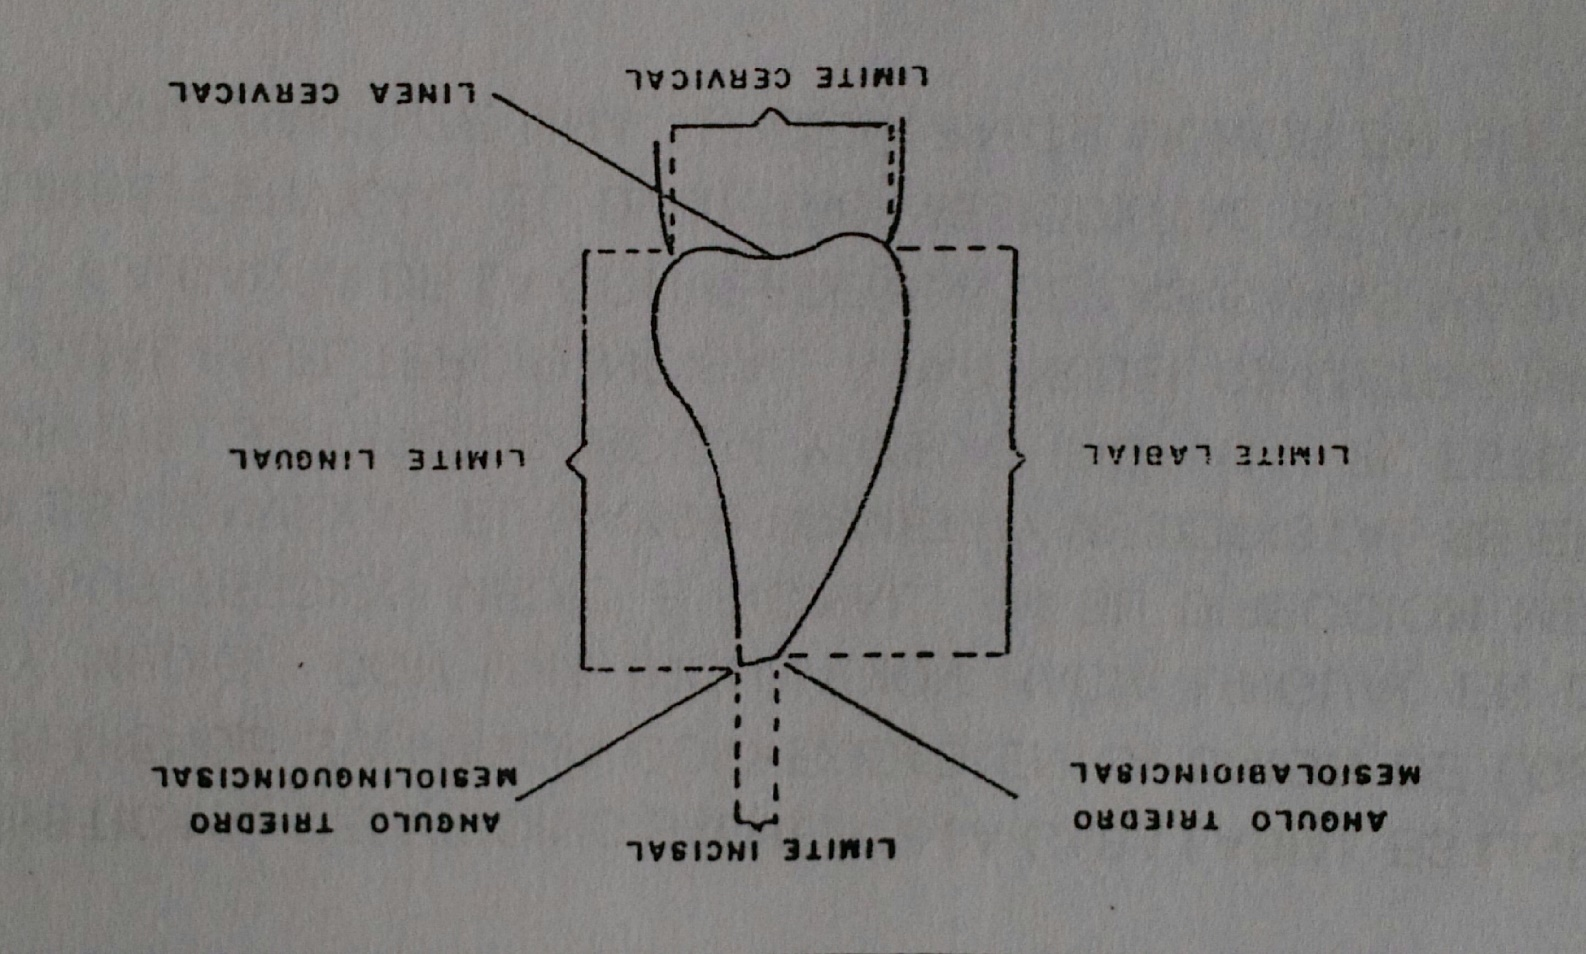 LIMITE INCISAL
ANGULO TRIEDRO
MESIOLABIOINCISAL
ANGULO TRIEDRO
MESIOLINGUOINCISAL
LIMITE LABIAL
LIMITE LINGUAL
LIMITE CERVICAL
LINEA CERVICAL